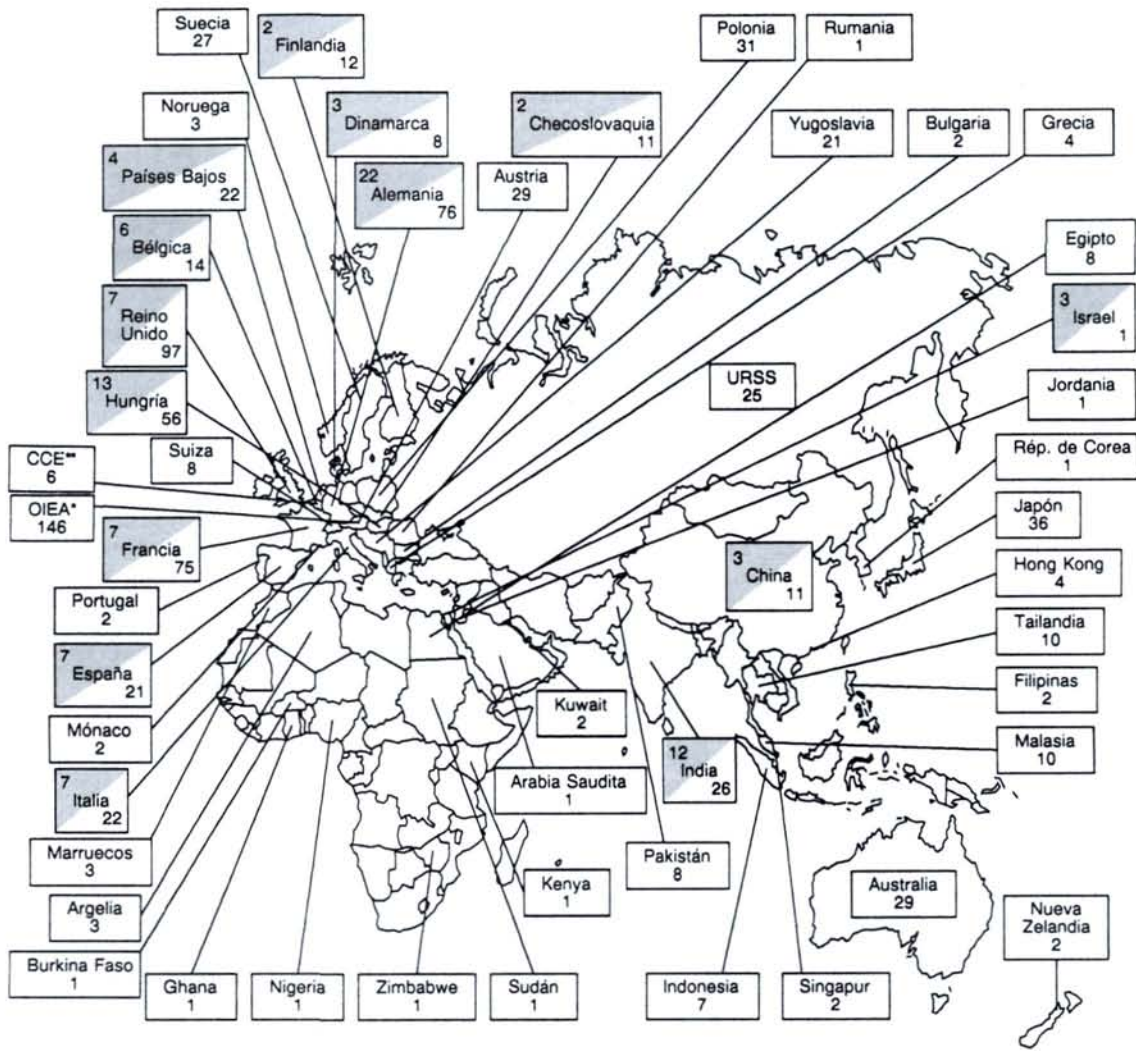 Suecia
27
2
Finlandia
12
Polonia
31
Rumania
1
Noruega
3
3
Dinamarca
8
2
Checoslovaquia
11
Yugoslavia
21
Bulgaria
2
Grecia
4
4
Países Bajos
22
22
Alemania
76
Austria
29
6
Bélgica
14
Egipto
8
7
Reino
Unido
97
3
Israel
1
13
Hungría
56
URSS
25
Jordania
1
CCE**
6
Suiza
8
Rép. de Corea
1
OIEA*
146
Japón
36
7
Francia
75
3
China
11
Hong Kong
4
Portugal
2
Tailandia
10
7
España
21
Kuwait
2
Filipinas
2
Mónaco
2
12
India
26
Malasia
10
7
Italia
22
Arabia Saudita
1
Marruecos
3
Kenya
1
Pakistán
8
Australia
29
Argelia
3
Nueva
Zelandia
2
Burkina Faso
1
Ghana
1
Nigeria
1
Zimbabwe
1
Sudán
1
Indonesia
7
Singapur
2